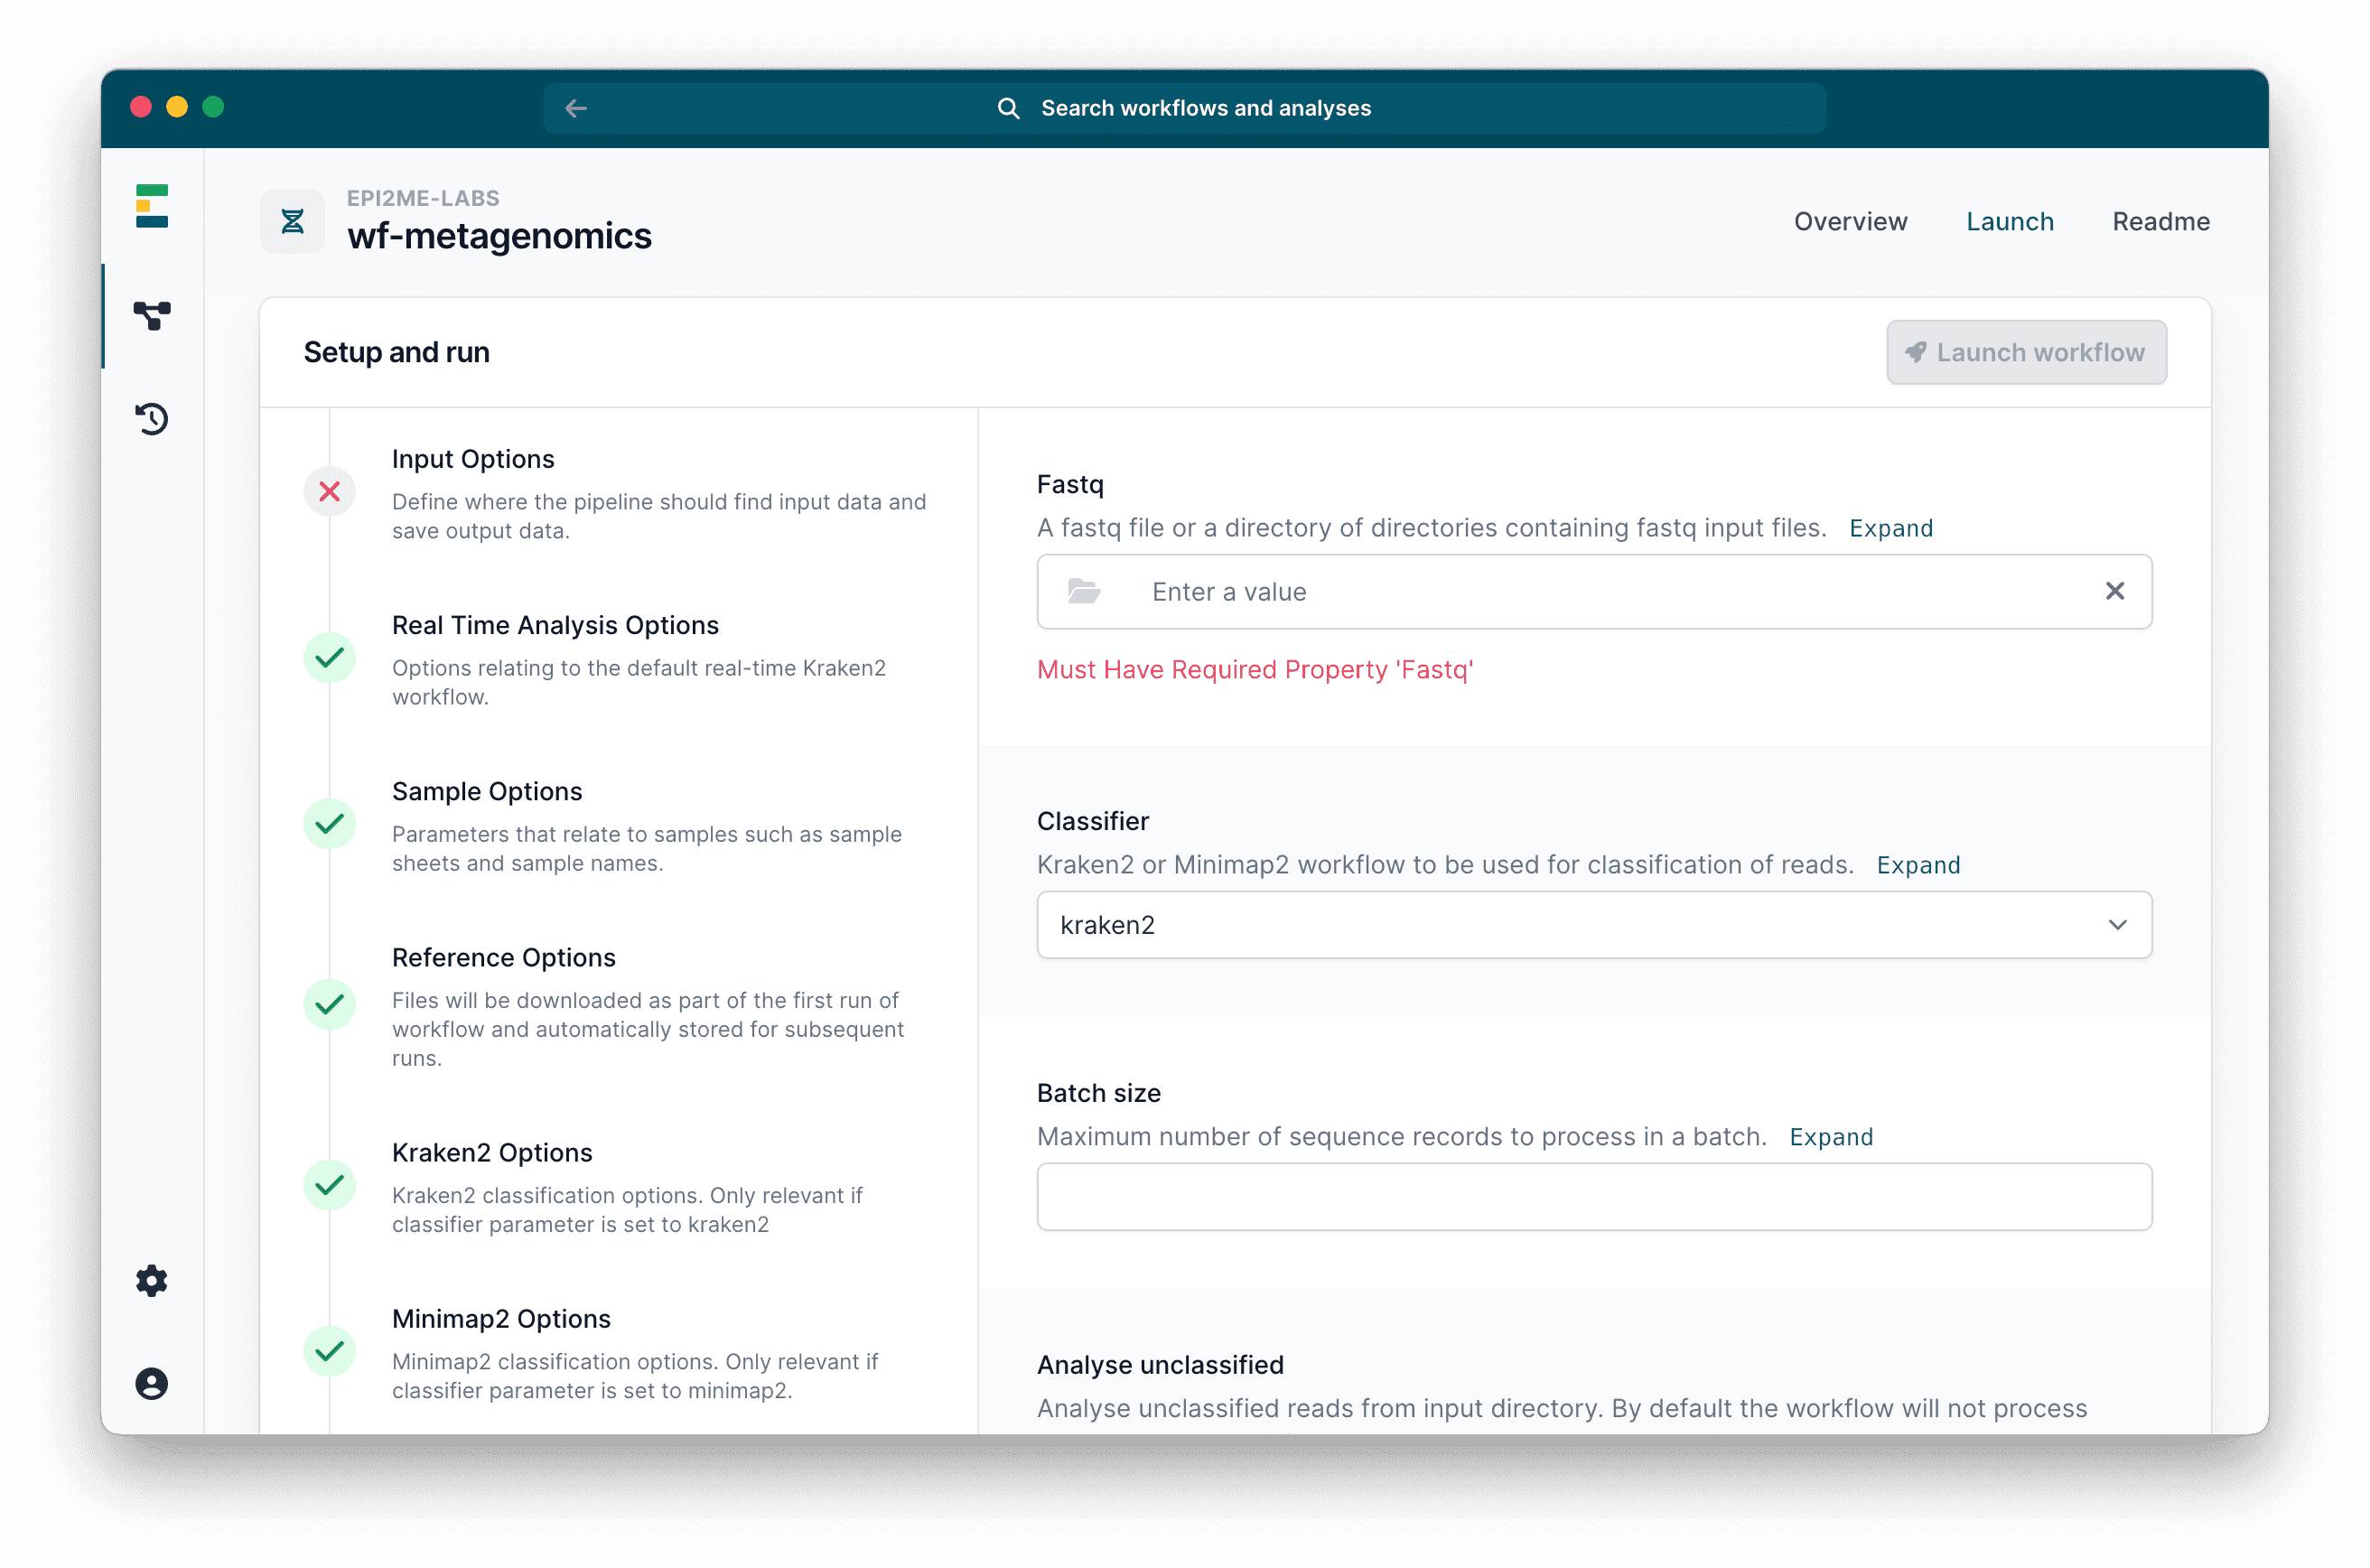 Search workflows and analyses
EPI2ME-LABS
wf-metagenomics
Overview
Launch
Readme
Setup and run
Launch workflow
Input Options
Define where the pipeline should find input data and
save output data.
Real Time Analysis Options
Options relating to the default real-time Kraken2
workflow.
Sample Options
Parameters that relate to samples such as sample
sheets and sample names.
Reference Options
Files will be downloaded as part of the first run of
workflow and automatically stored for subsequent
runs.
Kraken2 Options
Kraken2 classification options. Only relevant if
classifier parameter is set to kraken2
Minimap2 Options
Minimap2 classification options. Only relevant if
classifier parameter is set to minimap2.
Fastq
A fastq file or a directory of directories containing fastq input files. Expand
Enter a value
Must Have Required Property 'Fastq'
Classifier
Kraken2 or Minimap2 workflow to be used for classification of reads. Expand
kraken2
Batch size
Maximum number of sequence records to process in a batch. Expand
Analyse unclassified
Analyse unclassified reads from input directory. By default the workflow will not process